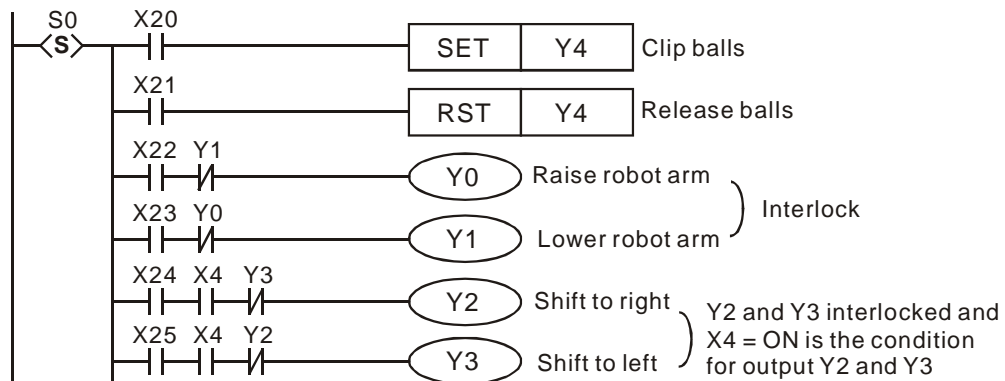 S0 X20
S SET Y4 Clip balls
X21
RST Y4 Release balls
X22 Y1
Y0 Raise robot arm
Interlock
X23 Y0
Y1 Lower robot arm
X24 X4 Y3
Y2 Shift to right
Y2 and Y3 interlocked and
X4 = ON is the condition
for output Y2 and Y3
X25 X4 Y2
Y3 Shift to left